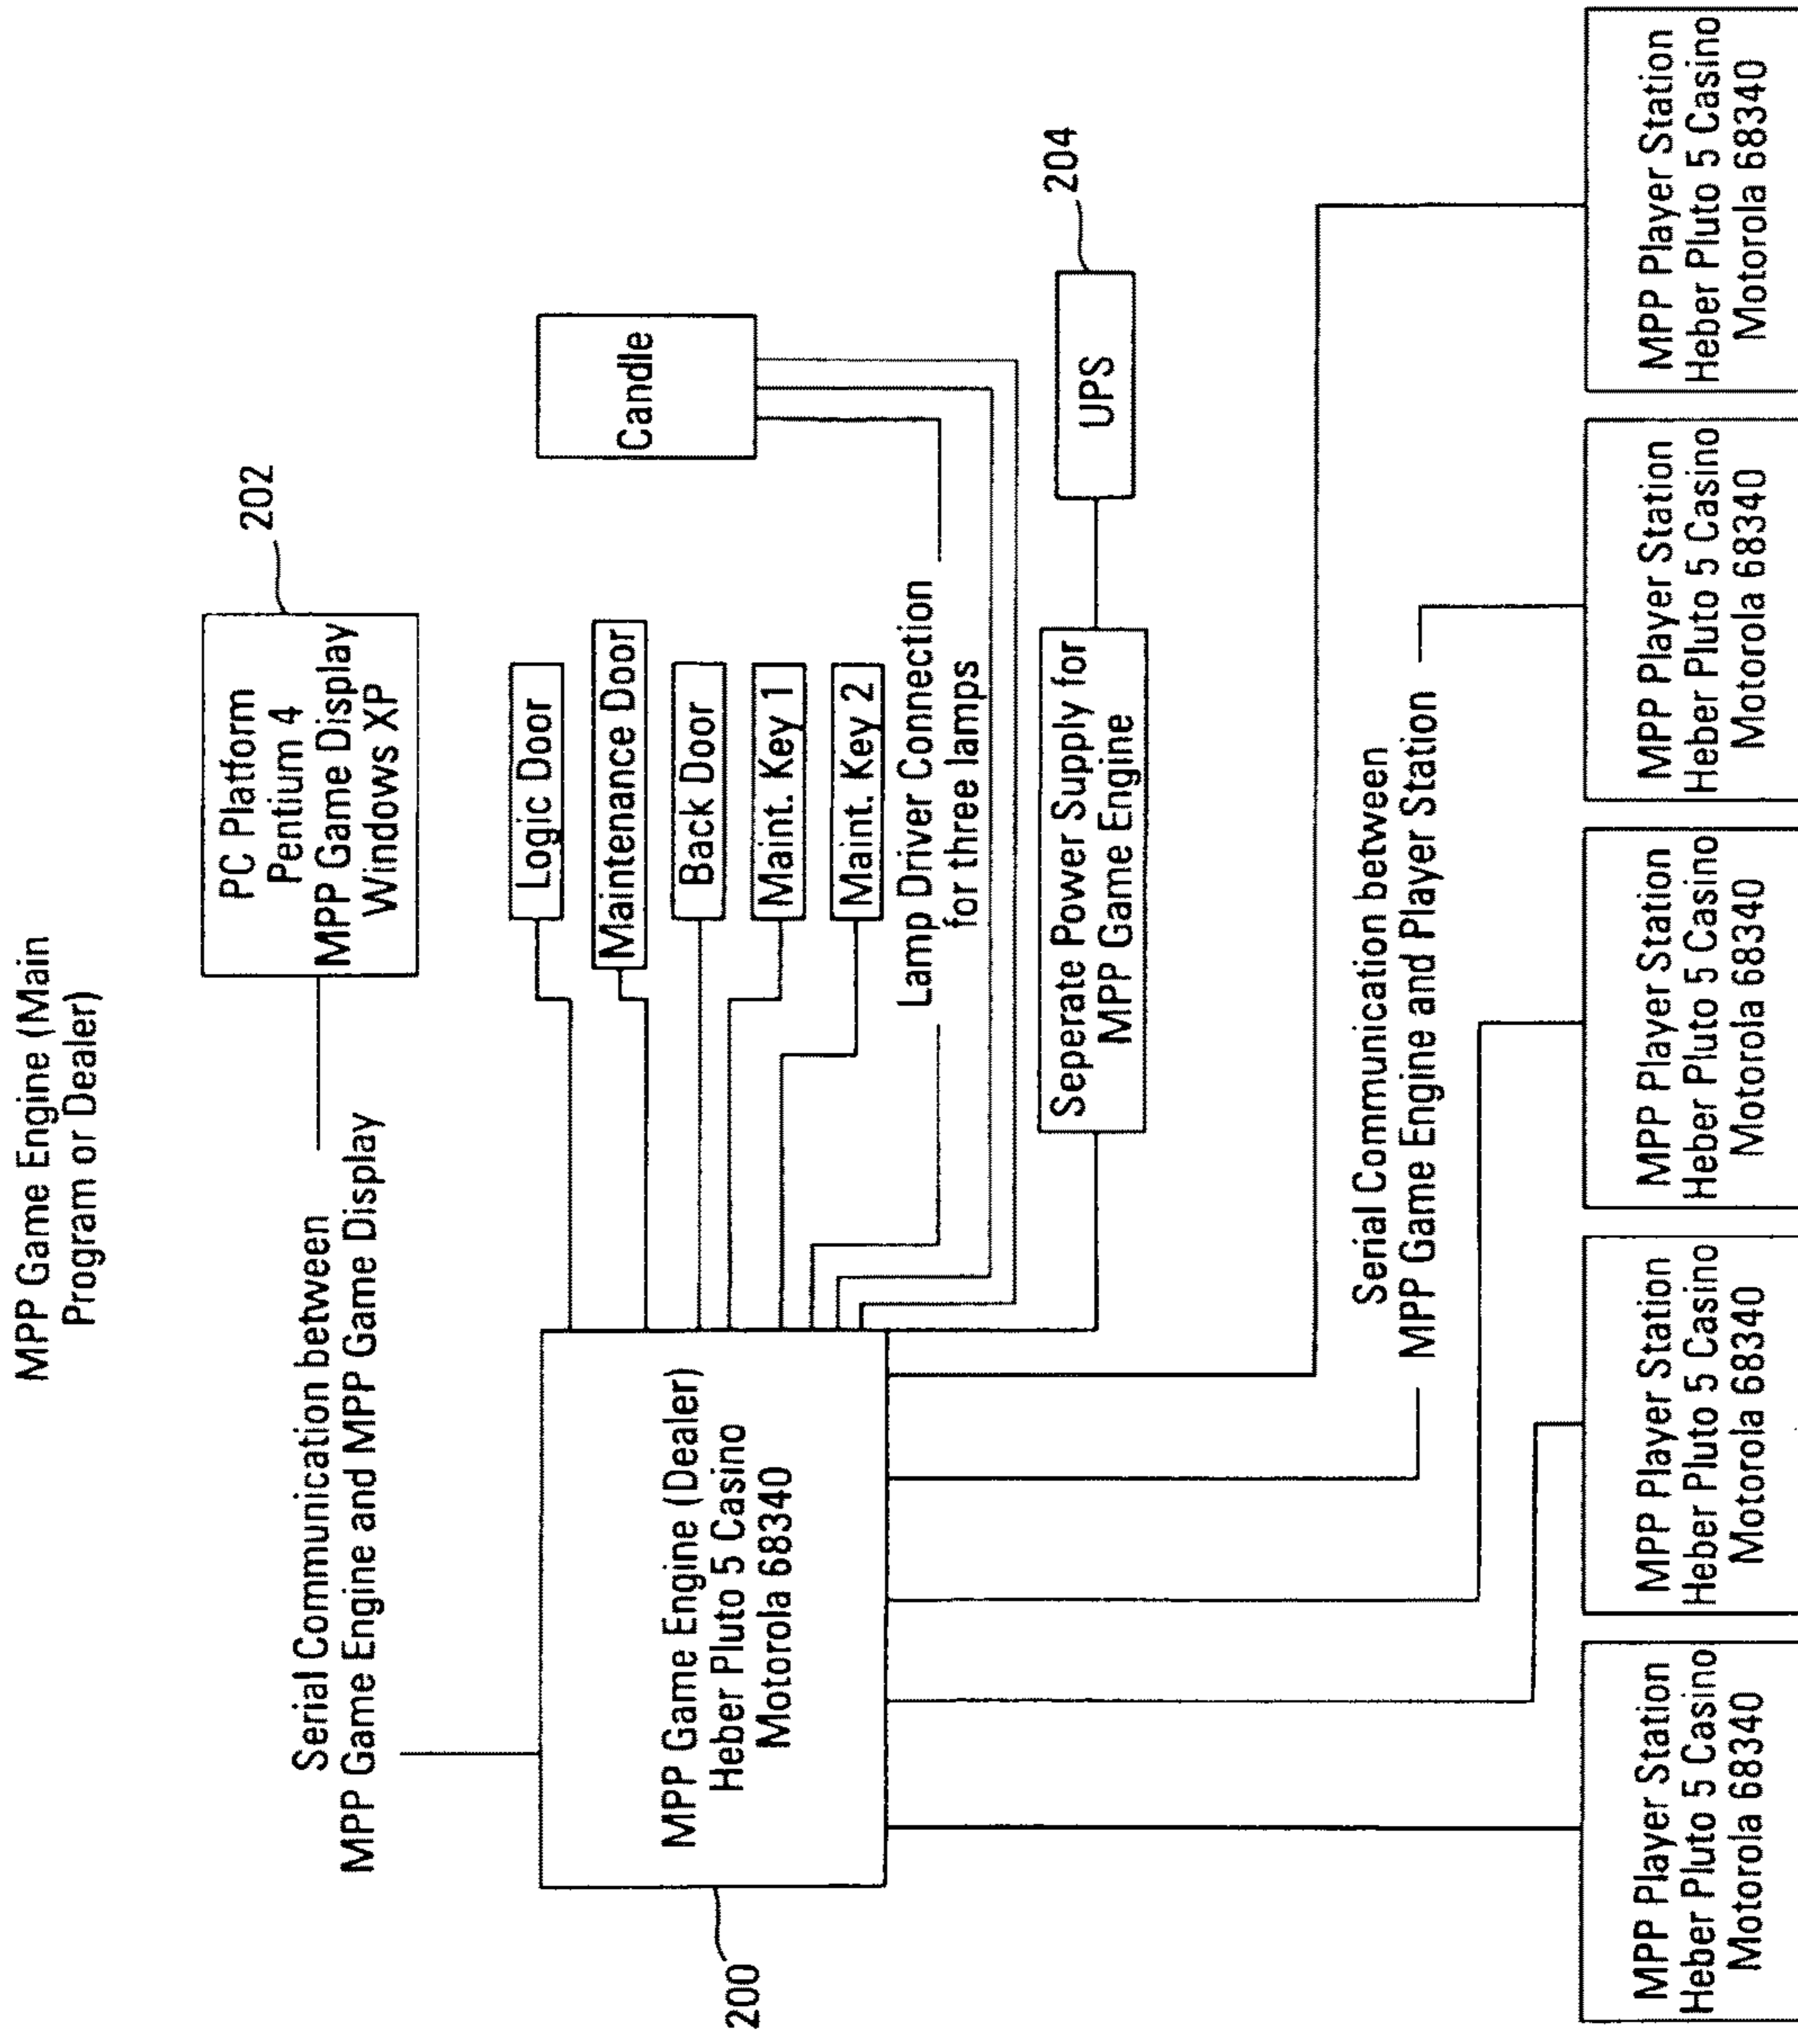 MPP Game Engine (Main
Program or Dealer)
PC Platform
Pentium 4
MPP Game Display
Windows XP
202
Serial Communication between
MPP Game Engine and MPP Game Display
Logic Door
Maintenance Door
Back Door
Maint. Key 1
Maint. Key 2
Candle
Lamp Driver Connection
for three lamps
MPP Game Engine (Dealer)
Heber Pluto 5 Casino
Motorola 68340
200
Seperate Power Supply for
MPP Game Engine
UPS
204
Serial Communication between
MPP Game Engine and Player Station
MPP Player Station
Heber Pluto 5 Casino
Motorola 68340
MPP Player Station
Heber Pluto 5 Casino
Motorola 68340
MPP Player Station
Heber Pluto 5 Casino
Motorola 68340
MPP Player Station
Heber Pluto 5 Casino
Motorola 68340
MPP Player Station
Heber Pluto 5 Casino
Motorola 68340